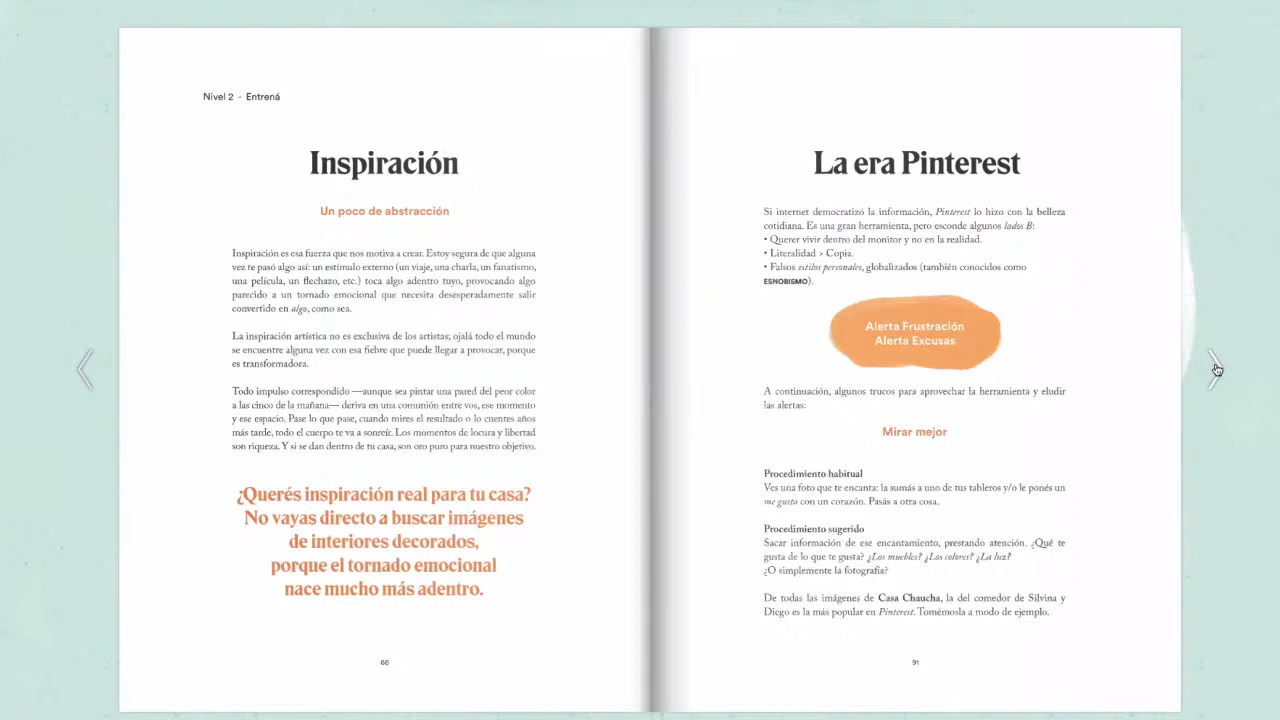 Nivel 2 - Entrená
Inspiración
Un poco de abstracción
Inspiración es esa fuerza que nos motiva a crear. Estoy segura de que alguna
vez te pasó algo así: un estímulo externo (un viaje, una charla, un fanatismo,
una película, un flechazo, etc.) toca algo adentro tuyo, provocando algo
parecido a un tornado emocional que necesita desesperadamente salir
convertido en algo, como sea.
La inspiración artística no es exclusiva de los artistas; ojalá todo el mundo
se encuentre alguna vez con esa fiebre que puede llegar a provocar, porque
es transformadora.
Todo impulso correspondido —aunque sea pintar una pared del peor color
a las cinco de la mañana— deriva en una comunión entre vos, ese momento
y ese espacio. Pase lo que pase, cuando mires el resultado o lo cuentes años
más tarde, todo el cuerpo te va a sonreír. Los momentos de locura y libertad
son riqueza. Y si se dan dentro de tu casa, son oro puro para nuestro objetivo.
¿Querés inspiración real para tu casa?
No vayas directo a buscar imágenes
de interiores decorados,
porque el tornado emocional
nace mucho más adentro.
66
La era Pinterest
Si internet democratizó la información, Pinterest lo hizo con la belleza
cotidiana. Es una gran herramienta, pero esconde algunos lados B:
• Querer vivir dentro del monitor y no en la realidad.
• Literalidad > Copia.
• Falsos estilos personales, globalizados (también conocidos como
ESNOBISMO).
Alerta Frustración
Alerta Excusas
A continuación, algunos trucos para aprovechar la herramienta y eludir
las alertas:
Mirar mejor
Procedimiento habitual
Ves una foto que te encanta: la sumás a uno de tus tableros y/o le ponés un
me gusta con un corazón. Pasás a otra cosa.
Procedimiento sugerido
Sacar información de ese encantamiento, prestando atención. ¿Qué te
gusta de lo que te gusta? ¿Los muebles? ¿Los colores? ¿La luz?
¿O simplemente la fotografía?
De todas las imágenes de Casa Chaucha, la del comedor de Silvina y
Diego es la más popular en Pinterest. Tomémosla a modo de ejemplo.
91